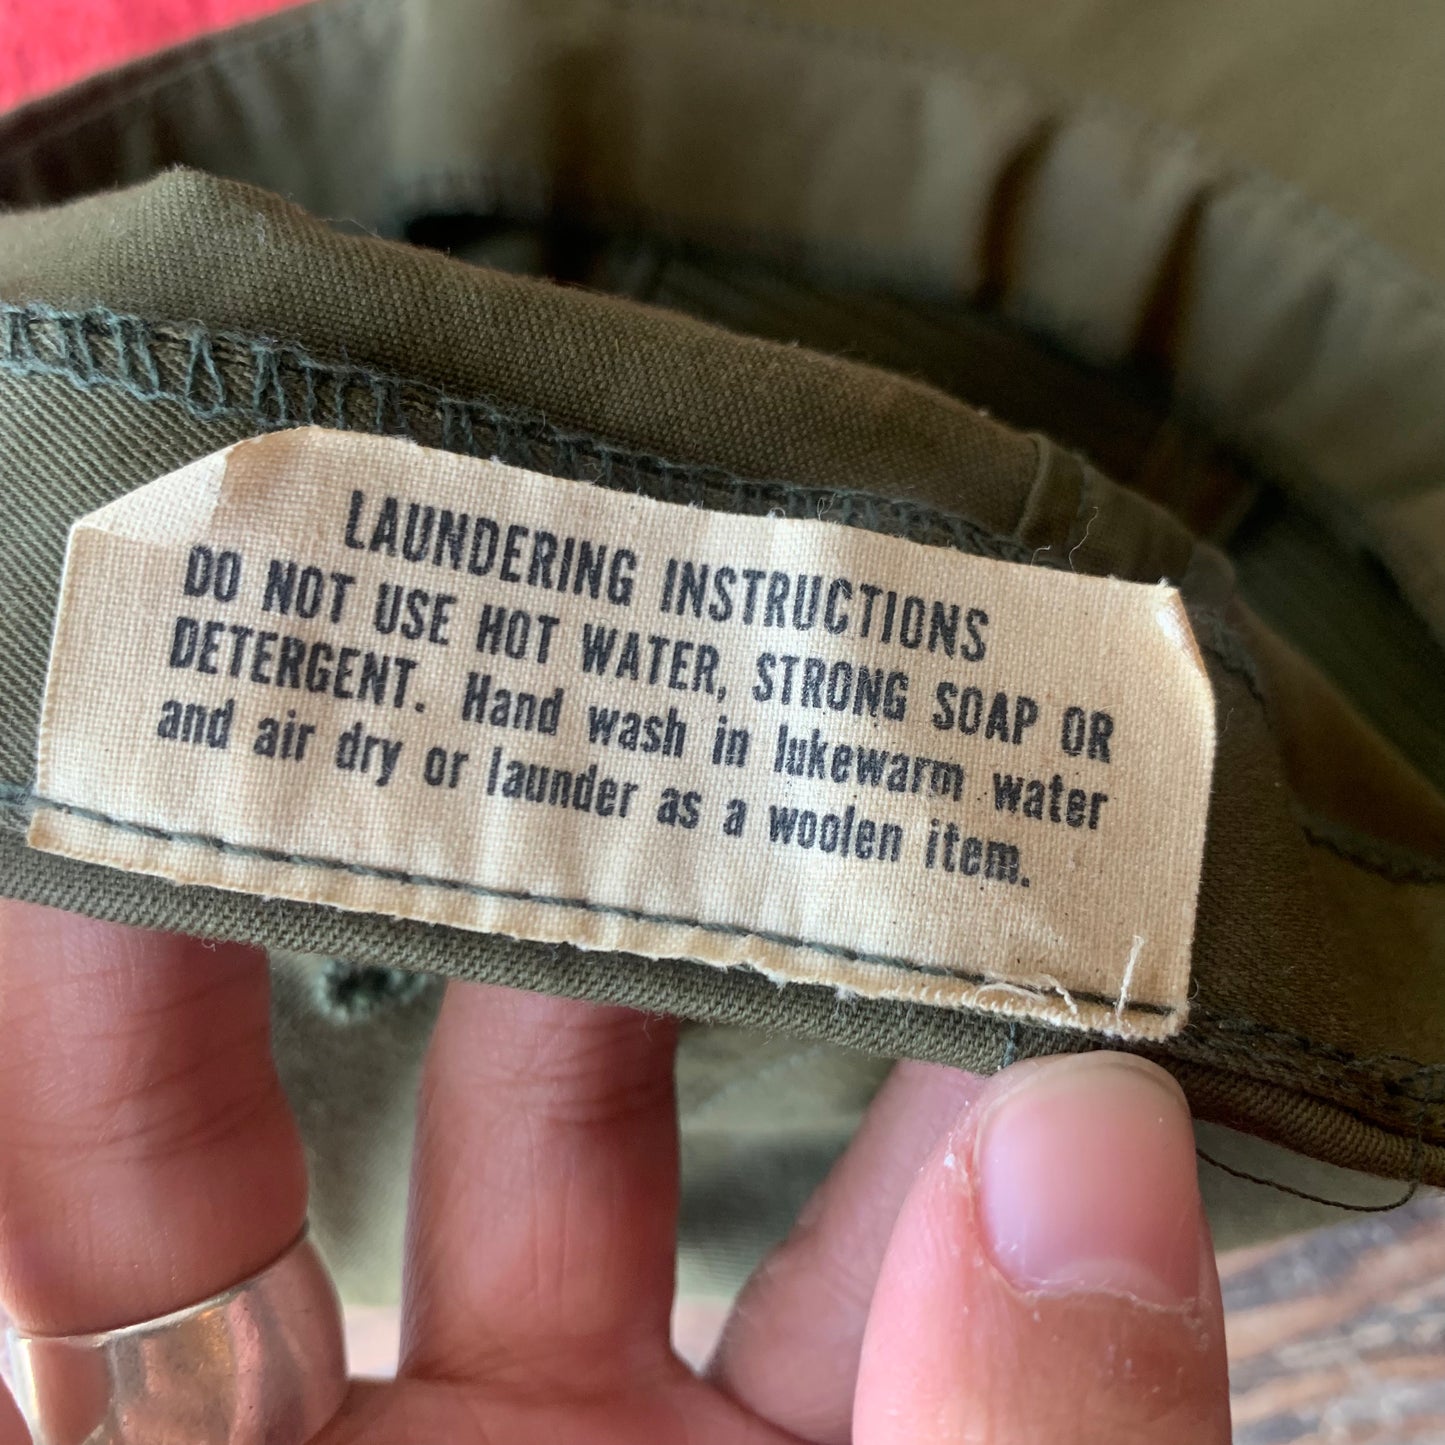 LAUNDERING INSTRUCTIONS
DO NOT USE HOT WATER, STRONG SOAP OR
DETERGENT. Hand wash in lukewarm water
and air dry or launder as a woolen item.